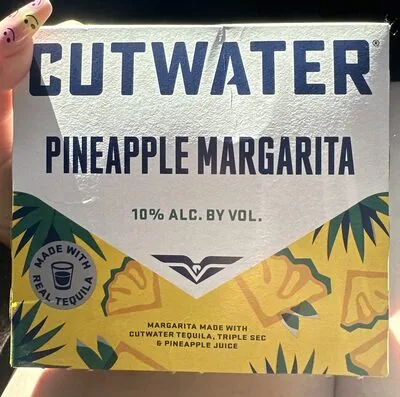 CUTWATER®
PINEAPPLE MARGARITA
10% ALC. BY VOL.
MADE WITH
REAL TEQUILA
MARGARITA MADE WITH
CUTWATER TEQUILA, TRIPLE SEC
& PINEAPPLE JUICE